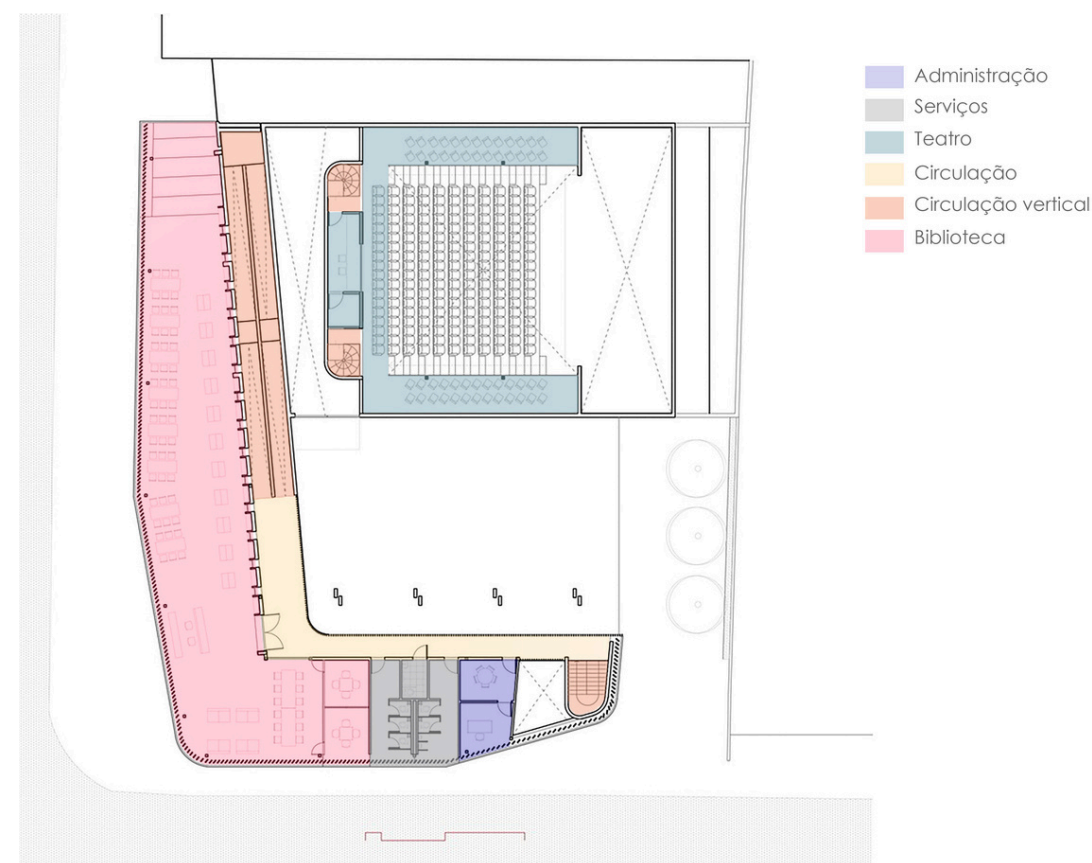 Administração
Serviços
Teatro
Circulação
Circulação vertical
Biblioteca